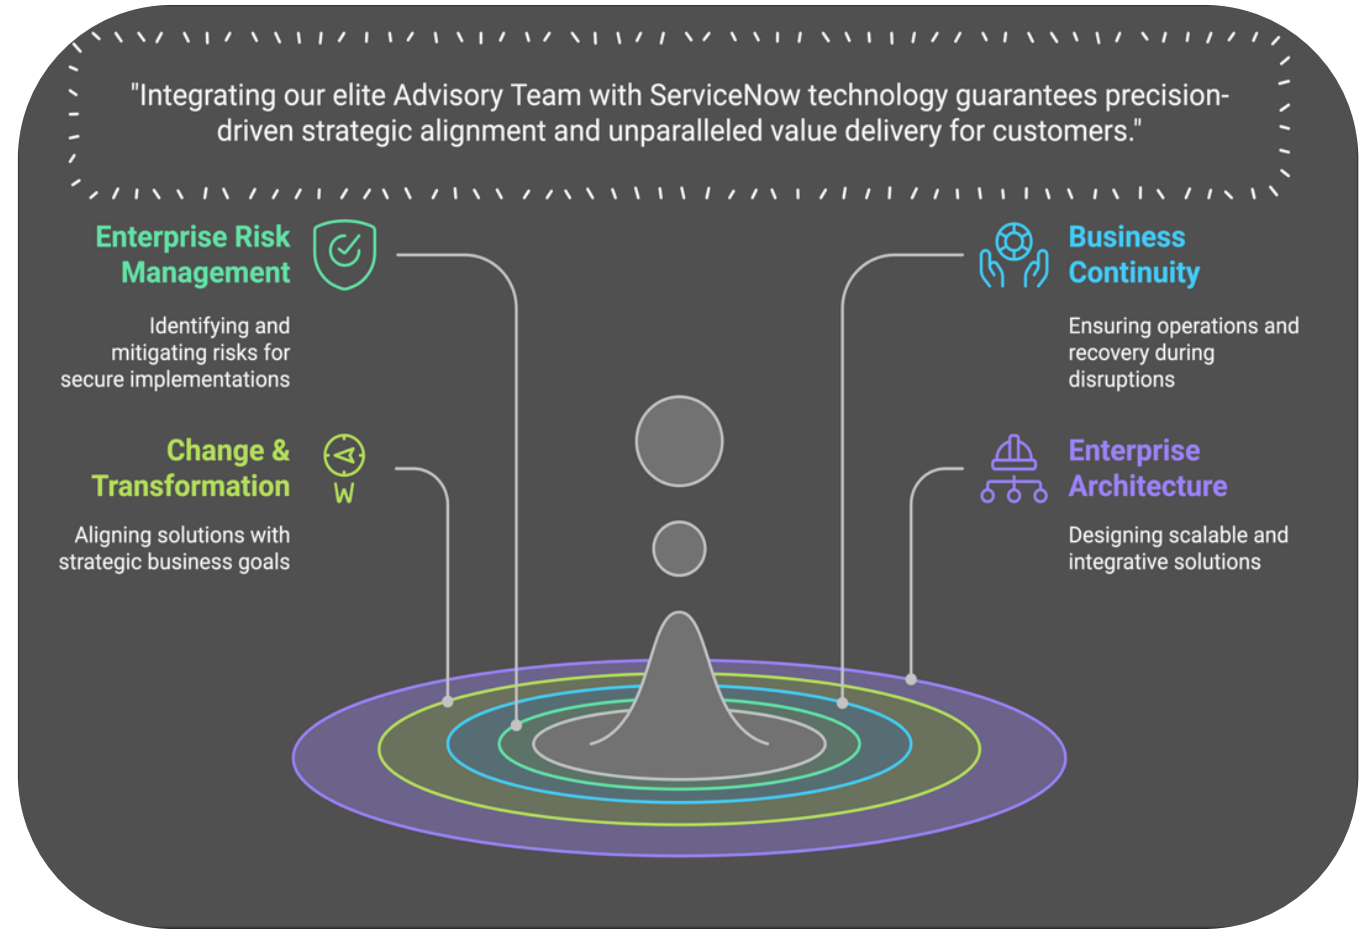 "Integrating our elite Advisory Team with ServiceNow technology guarantees precision-
driven strategic alignment and unparalleled value delivery for customers."
Enterprise Risk
Management
Identifying and
mitigating risks for
secure implementations
Change &
Transformation
W
Aligning solutions with
strategic business goals
Business
Continuity
Ensuring operations and
recovery during
disruptions
Enterprise
Architecture
Designing scalable and
integrative solutions